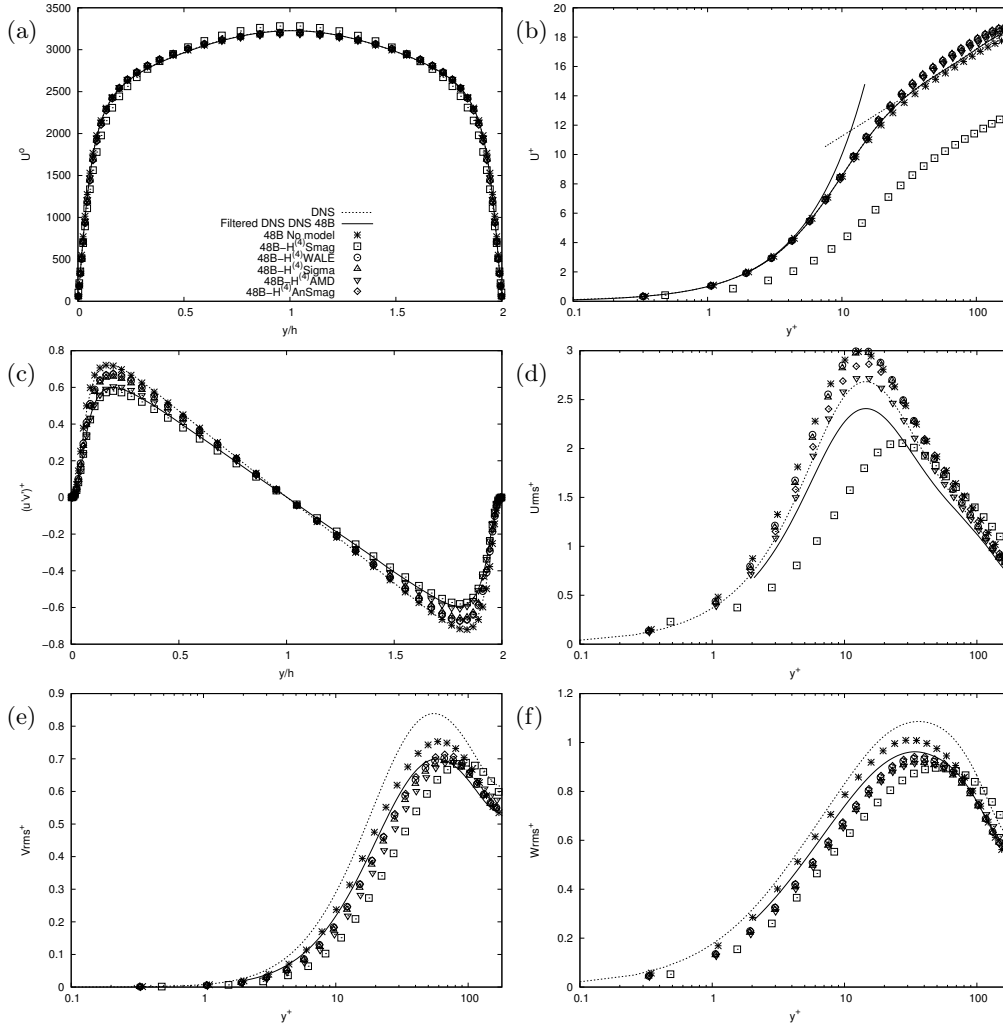 (a)
3500
3000
2500
2000
1500
1000
500
0
U⁰
0 0.5 1 1.5 2
y/h
DNS
Filtered DNS DNS 48B
48B No model
48B−H⁽⁴⁾Smag
48B−H⁽⁴⁾WALE
48B−H⁽⁴⁾Sigma
48B−H⁽⁴⁾AMD
48B−H⁽⁴⁾AnSmag
(b)
20
18
16
14
12
10
8
6
4
2
0
U⁺
0.1 1 10 100
y⁺
(c)
0.8
0.6
0.4
0.2
0
−0.2
−0.4
−0.6
−0.8
⟨u'v'⟩⁺
0 0.5 1 1.5 2
y/h
(d)
3
2.5
2
1.5
1
0.5
0
Urms⁺
0.1 1 10 100
y⁺
(e)
0.9
0.8
0.7
0.6
0.5
0.4
0.3
0.2
0.1
0
Vrms⁺
0.1 1 10 100
y⁺
(f)
1.2
1
0.8
0.6
0.4
0.2
0
Wrms⁺
0.1 1 10 100
y⁺